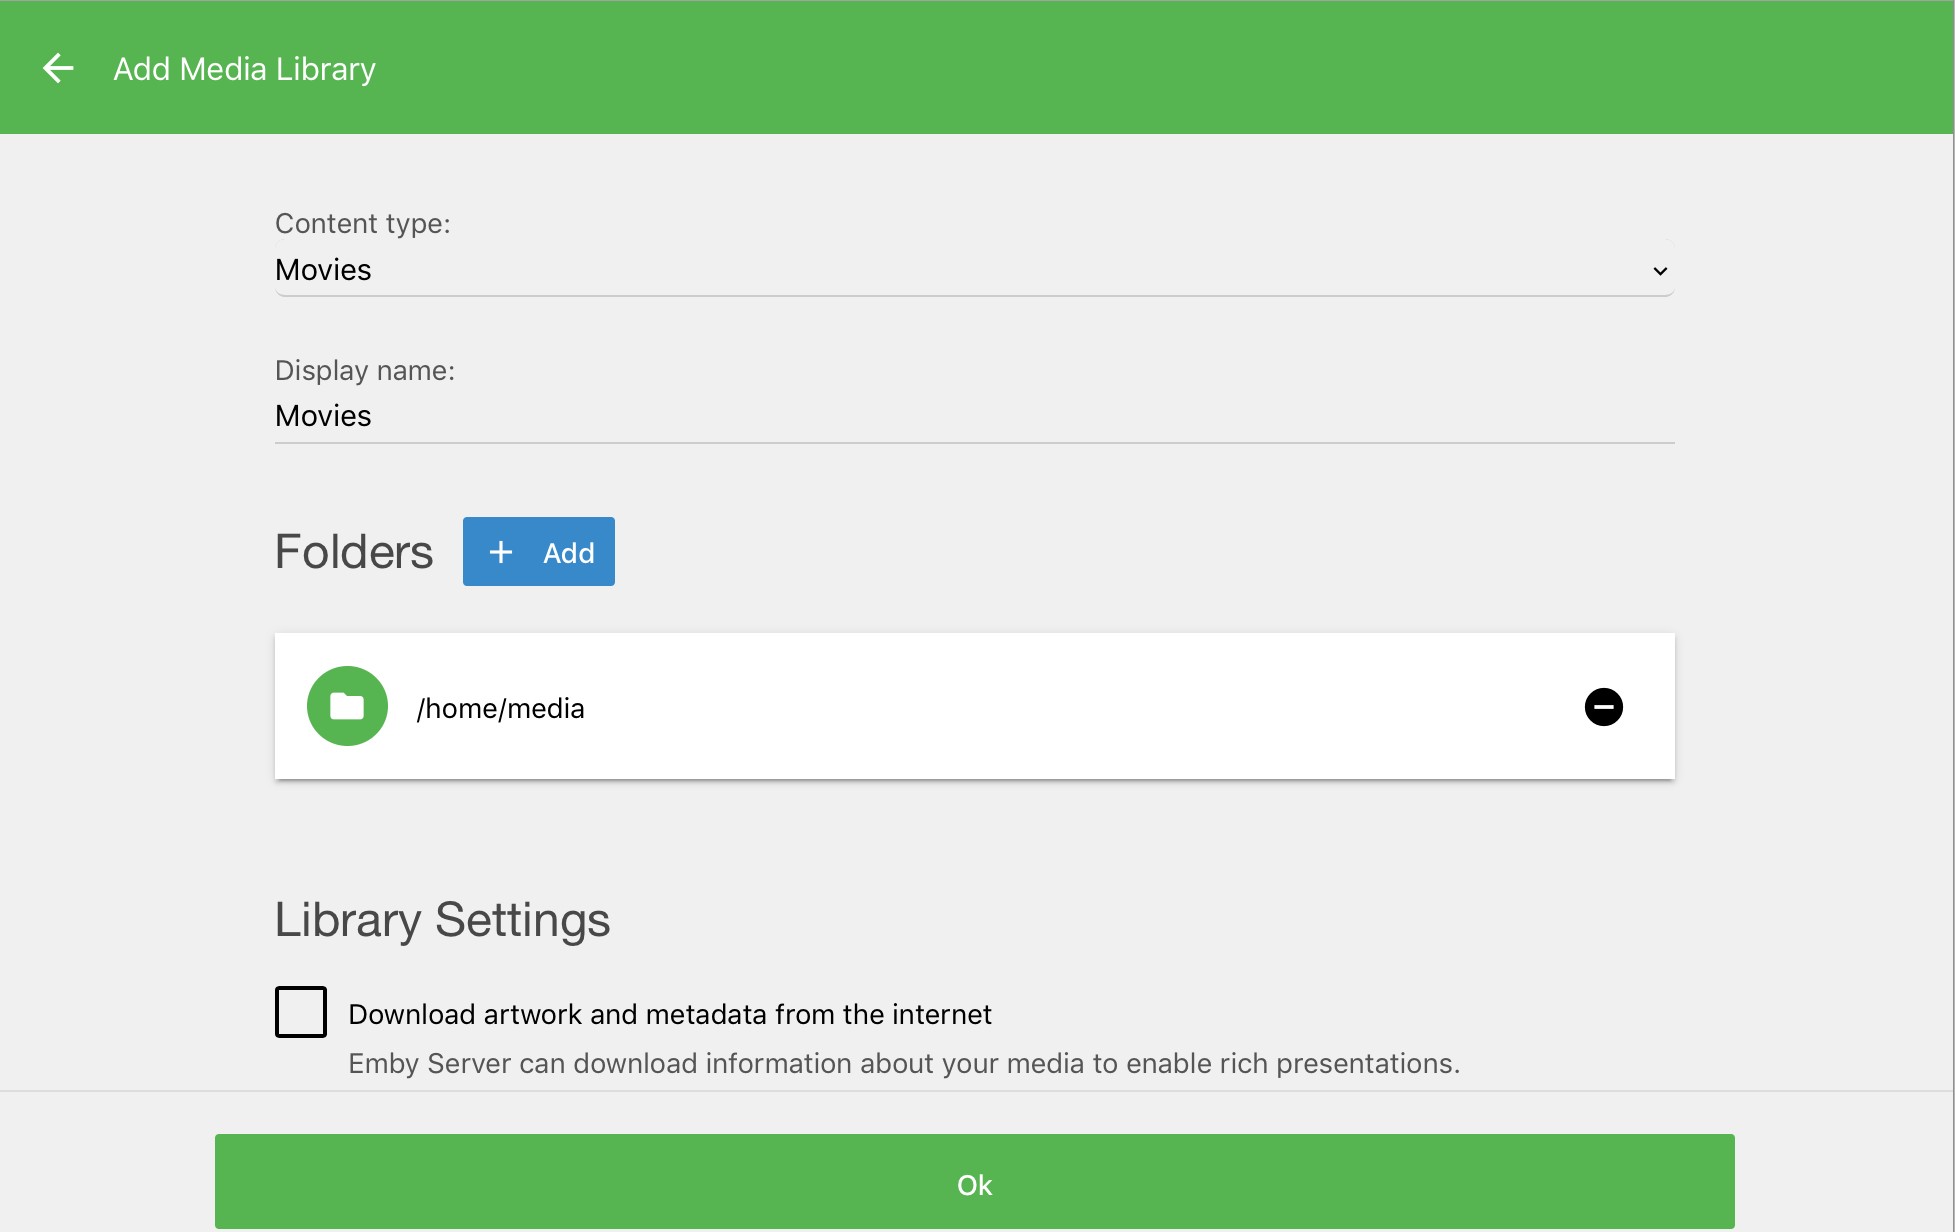 Add Media Library
Content type:
Movies
Display name:
Movies
Folders
Add
/home/media
Library Settings
Download artwork and metadata from the internet
Emby Server can download information about your media to enable rich presentations.
Ok